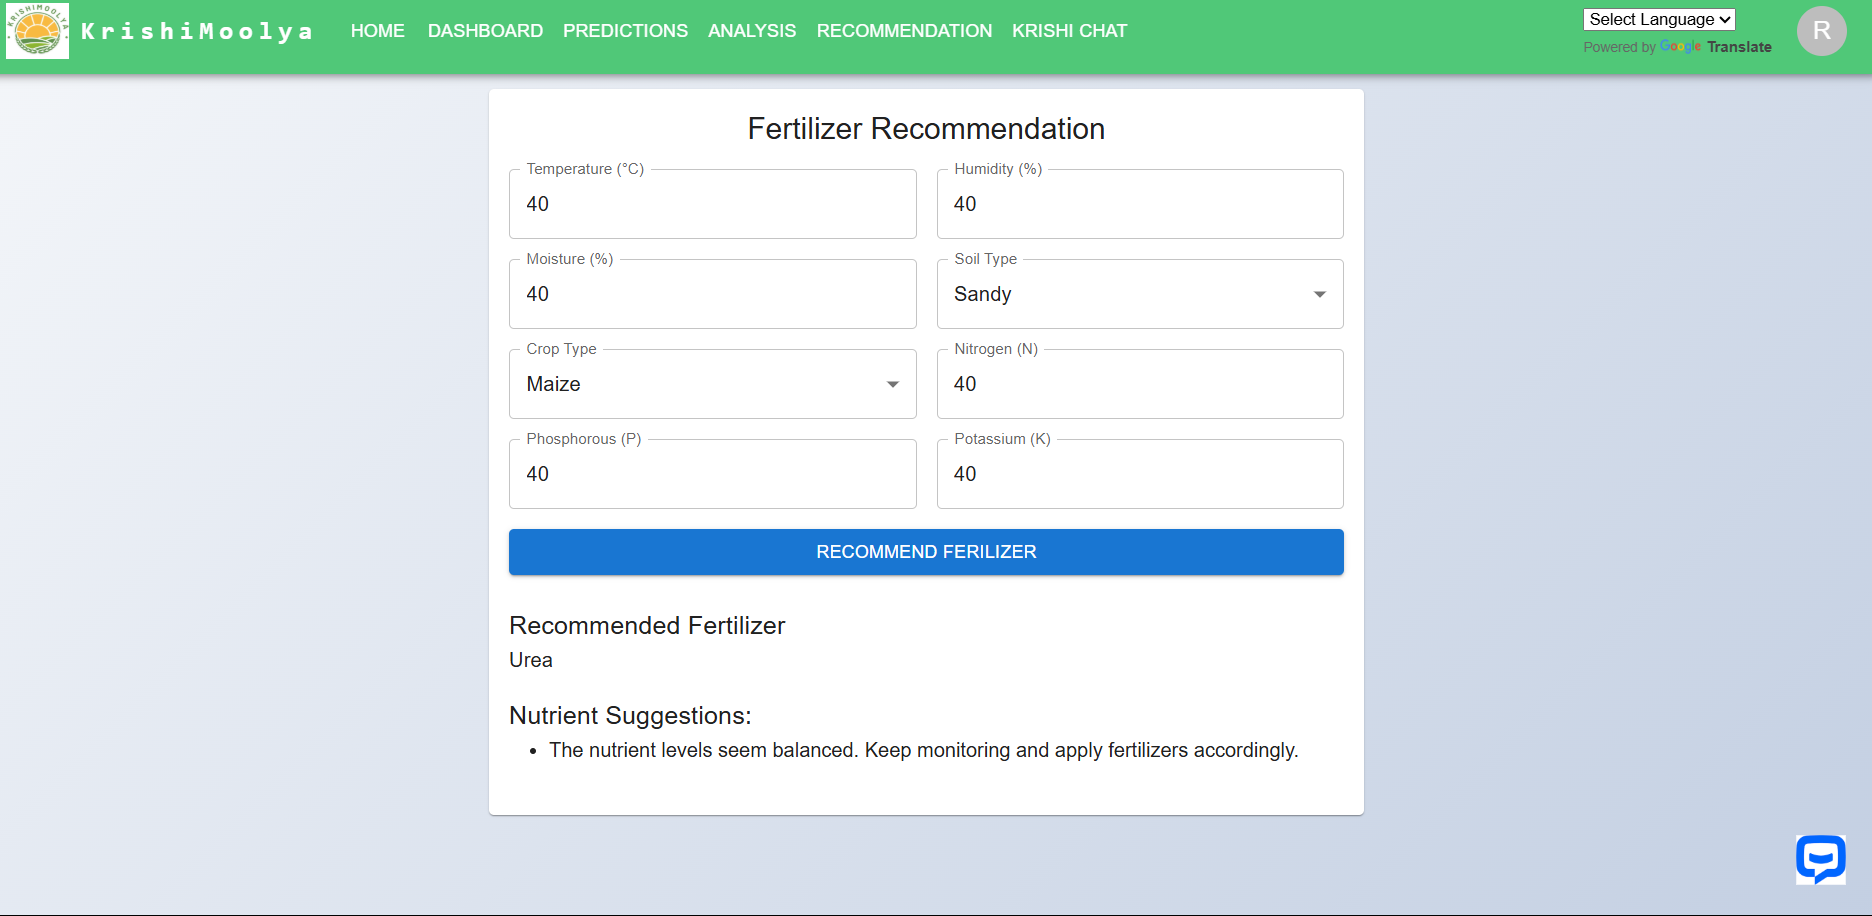 KRISHIMOOLYA
KrishiMoolya
HOME DASHBOARD PREDICTIONS ANALYSIS RECOMMENDATION KRISHI CHAT
Select Language
Powered by Google Translate
R
Fertilizer Recommendation
Temperature (°C) Humidity (%)
40 40
Moisture (%) Soil Type
40 Sandy
Crop Type Nitrogen (N)
Maize 40
Phosphorous (P) Potassium (K)
40 40
RECOMMEND FERILIZER
Recommended Fertilizer
Urea
Nutrient Suggestions:
• The nutrient levels seem balanced. Keep monitoring and apply fertilizers accordingly.